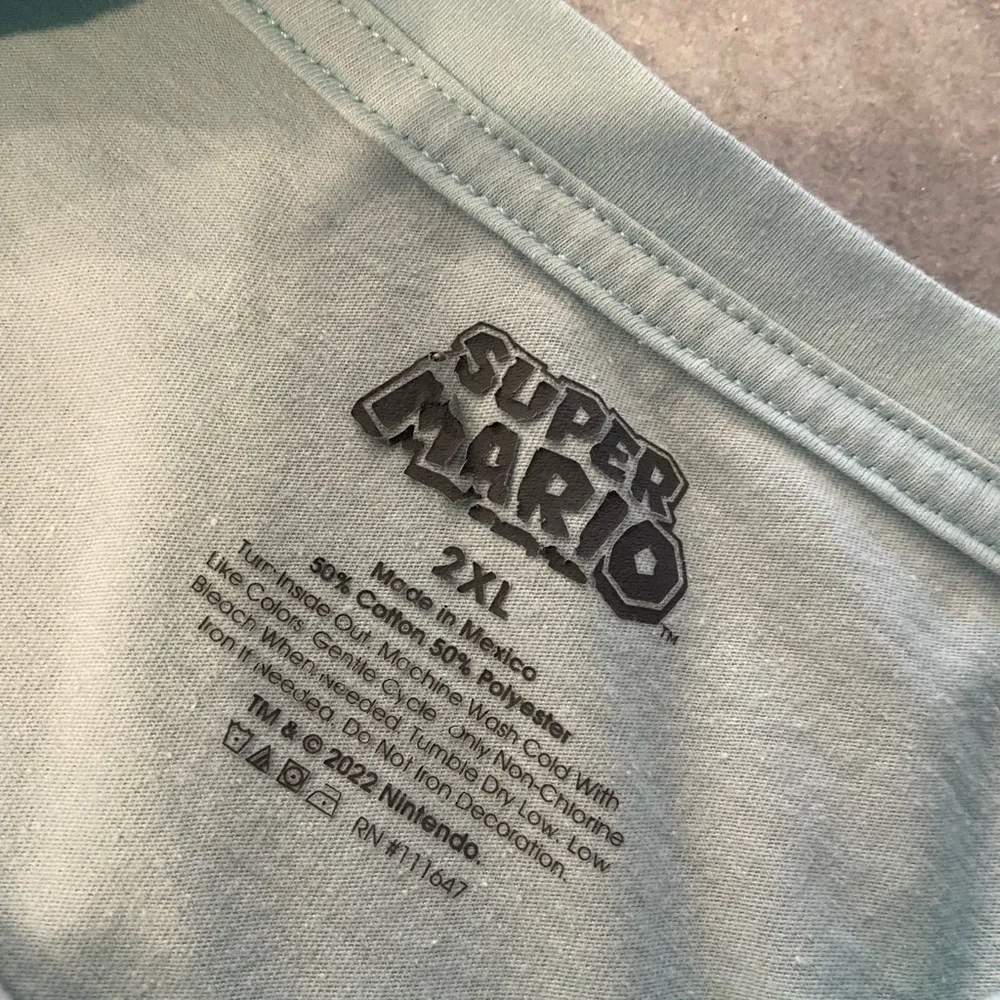 SUPER
MARIO
TM
2XL
Made in Mexico
50% Cotton 50% Polyester
Turn Inside Out. Machine Wash Cold With
Like Colors. Gentle Cycle. Only Non-Chlorine
Bleach When Needed. Tumble Dry Low. Low
Iron If Needed. Do Not Iron Decoration.
TM & © 2022 Nintendo.
RN #111647